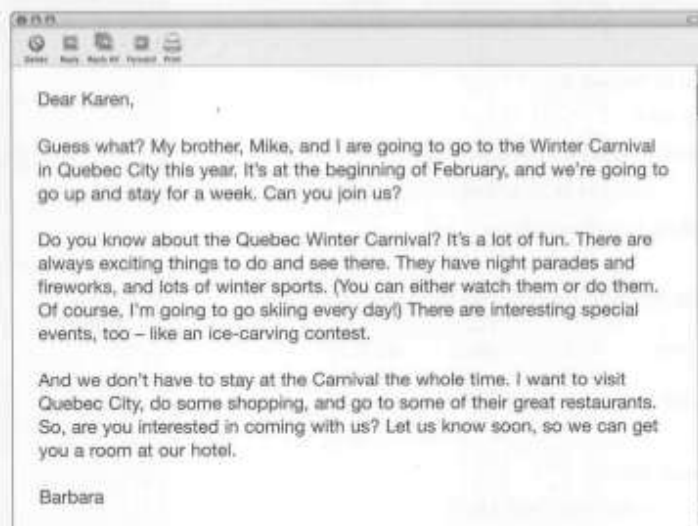 Delete Reply Reply All Forward Print
Dear Karen,
Guess what? My brother, Mike, and I are going to go to the Winter Carnival
in Quebec City this year. It's at the beginning of February, and we're going to
go up and stay for a week. Can you join us?
Do you know about the Quebec Winter Carnival? It's a lot of fun. There are
always exciting things to do and see there. They have night parades and
fireworks, and lots of winter sports. (You can either watch them or do them.
Of course, I'm going to go skiing every day!) There are interesting special
events, too – like an ice-carving contest.
And we don't have to stay at the Carnival the whole time. I want to visit
Quebec City, do some shopping, and go to some of their great restaurants.
So, are you interested in coming with us? Let us know soon, so we can get
you a room at our hotel.
Barbara